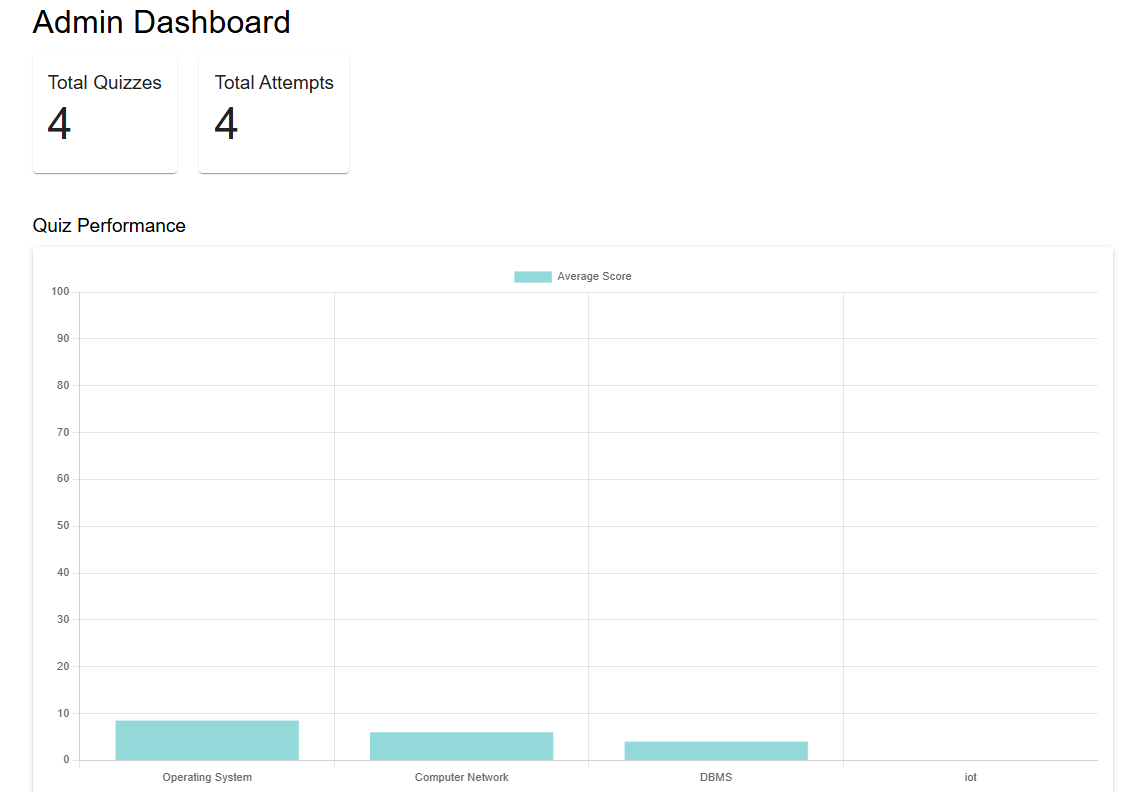 Admin Dashboard
Total Quizzes
4
Total Attempts
4
Quiz Performance
Average Score
100
90
80
70
60
50
40
30
20
10
0
Operating System
Computer Network
DBMS
iot